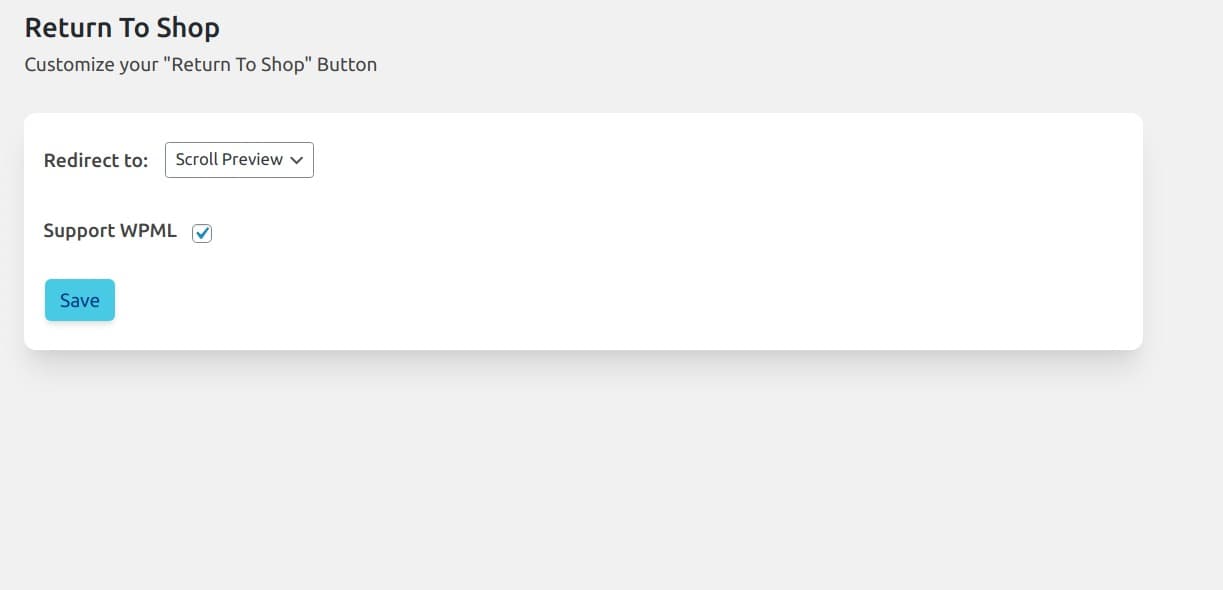 Return To Shop
Customize your "Return To Shop" Button
Redirect to: Scroll Preview
Support WPML
Save